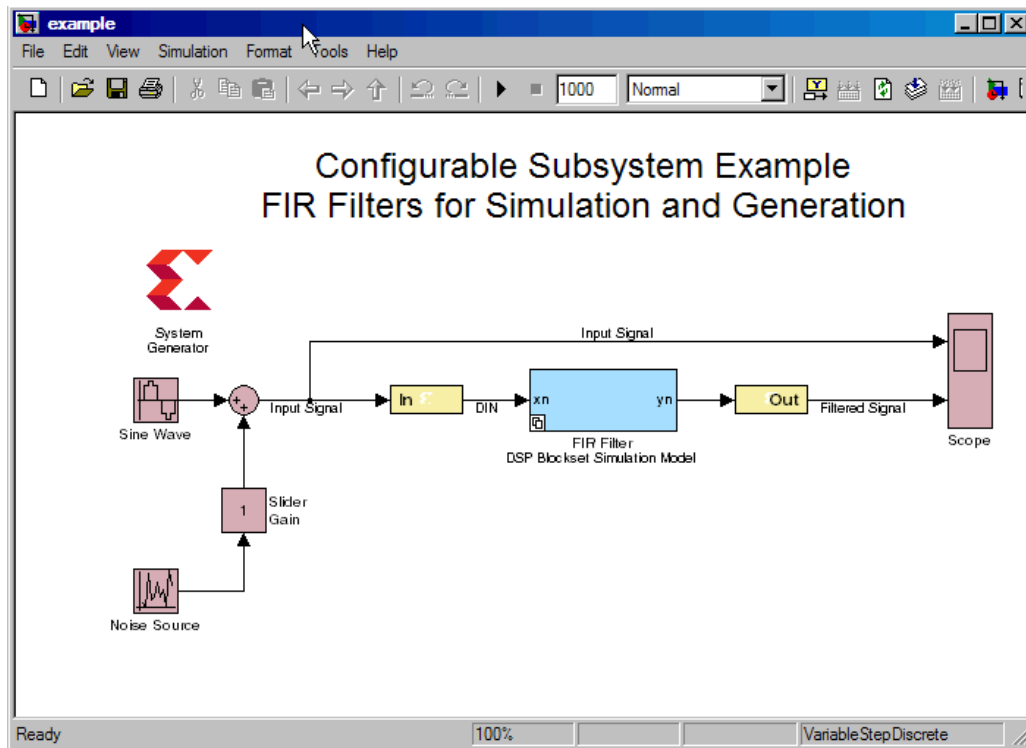 example
File Edit View Simulation Format Tools Help
1000 Normal
Configurable Subsystem Example
FIR Filters for Simulation and Generation
System
Generator
Input Signal
Sine Wave
Input Signal
In
DIN
xn yn
FIR Filter
DSP Blockset Simulation Model
Out
Filtered Signal
Scope
1
Slider
Gain
Noise Source
Ready 100% VariableStepDiscrete